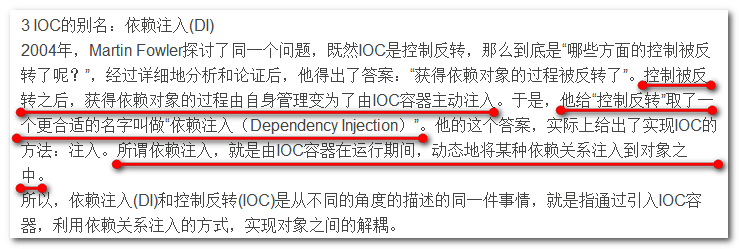 3 IOC的别名：依赖注入(DI)
2004年，Martin Fowler探讨了同一个问题，既然IOC是控制反转，那么到底是“哪些方面的控制被反
转了呢？”，经过详细地分析和论证后，他得出了答案：“获得依赖对象的过程被反转了”。控制被反
转之后，获得依赖对象的过程由自身管理变为了由IOC容器主动注入。于是，他给“控制反转”取了一
个更合适的名字叫做“依赖注入（Dependency Injection）”。他的这个答案，实际上给出了实现IOC的
方法：注入。所谓依赖注入，就是由IOC容器在运行期间，动态地将某种依赖关系注入到对象之
中。
所以，依赖注入(DI)和控制反转(IOC)是从不同的角度的描述的同一件事情，就是指通过引入IOC容
器，利用依赖关系注入的方式，实现对象之间的解耦。